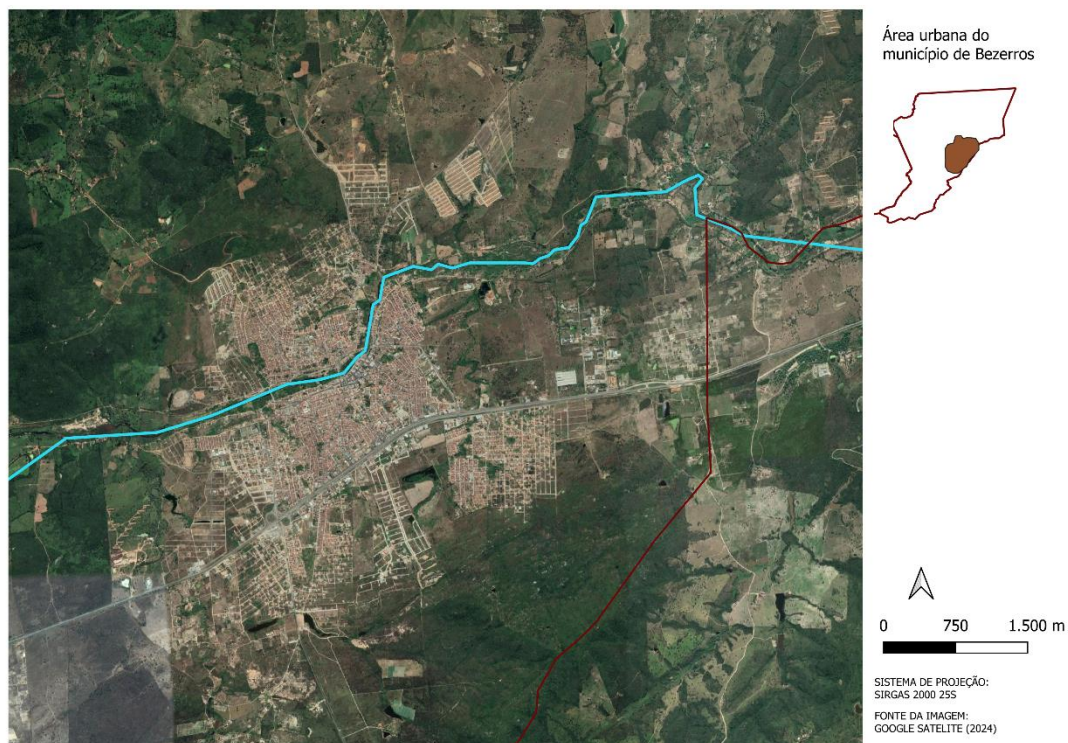 Área urbana do
município de Bezerros
0 750 1.500 m
SISTEMA DE PROJEÇÃO:
SIRGAS 2000 25S
FONTE DA IMAGEM:
GOOGLE SATELITE (2024)